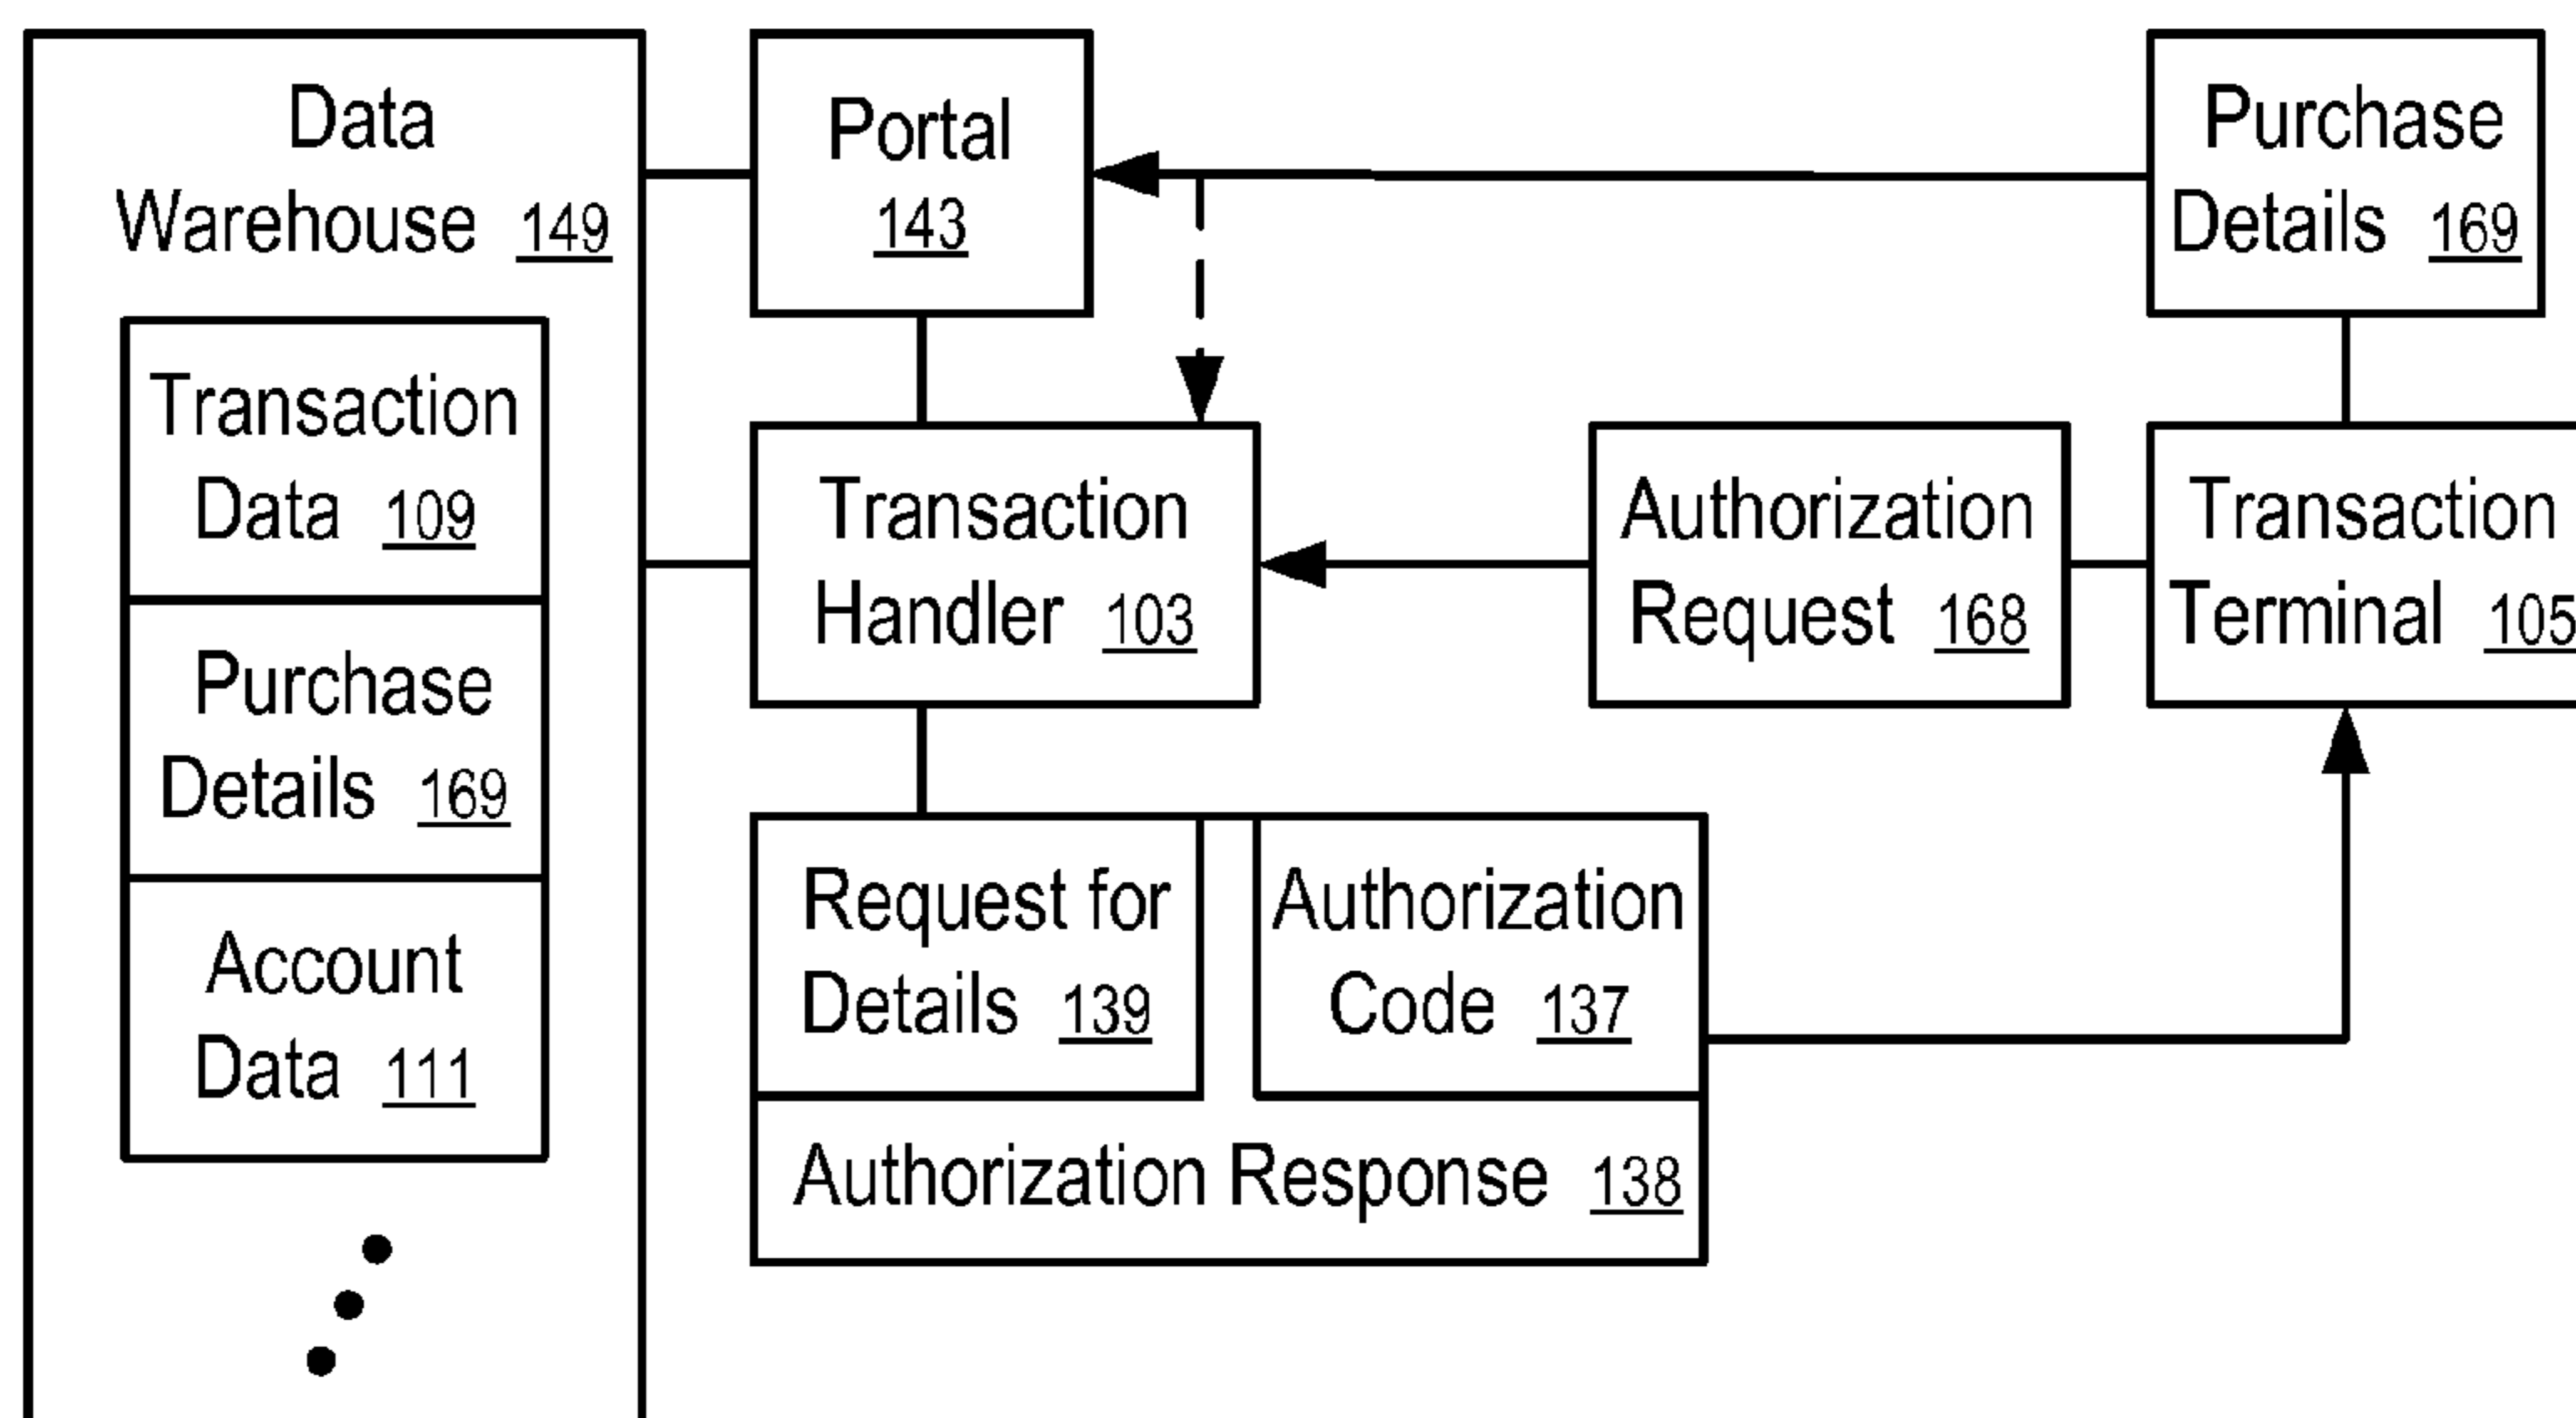 Data
Warehouse 149
Transaction
Data 109
Purchase
Details 169
Account
Data 111
Portal
143
Purchase
Details 169
Transaction
Handler 103
Authorization
Request 168
Transaction
Terminal 105
Request for
Details 139
Authorization
Code 137
Authorization Response 138